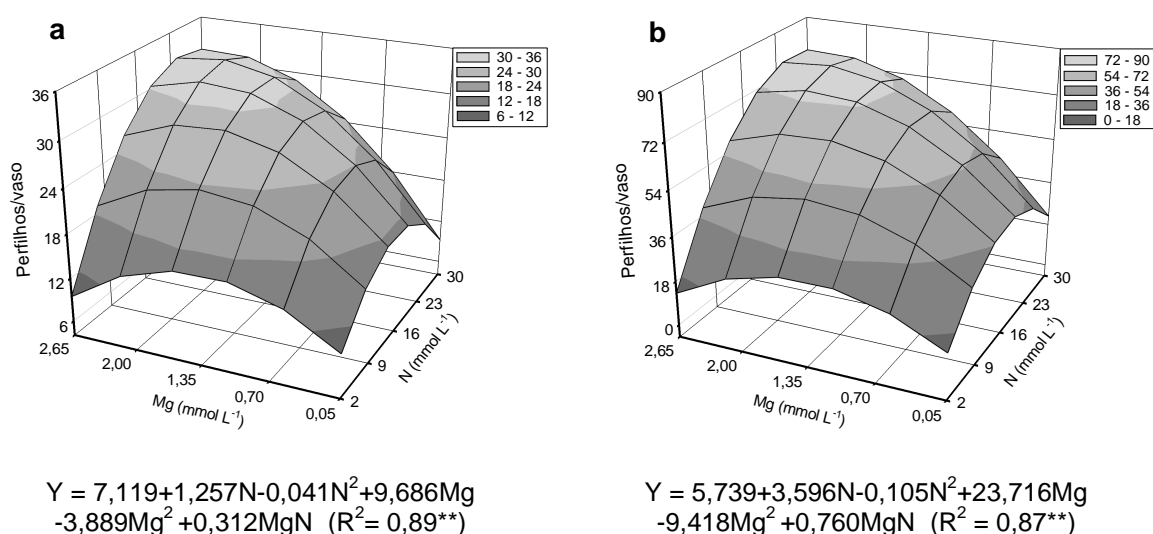 a
30 - 36
24 - 30
18 - 24
12 - 18
6 - 12
36
30
24
18
12
6
Perfilhos/vaso
2,65
2,00
1,35
0,70
0,05
Mg (mmol L⁻¹)
30
23
16
9
2
N (mmol L⁻¹)
Y = 7,119+1,257N-0,041N²+9,686Mg
-3,889Mg² +0,312MgN (R²= 0,89**)
b
72 - 90
54 - 72
36 - 54
18 - 36
0 - 18
90
72
54
36
18
0
Perfilhos/vaso
2,65
2,00
1,35
0,70
0,05
Mg (mmol L⁻¹)
30
23
16
9
2
N (mmol L⁻¹)
Y = 5,739+3,596N-0,105N²+23,716Mg
-9,418Mg² +0,760MgN (R² = 0,87**)